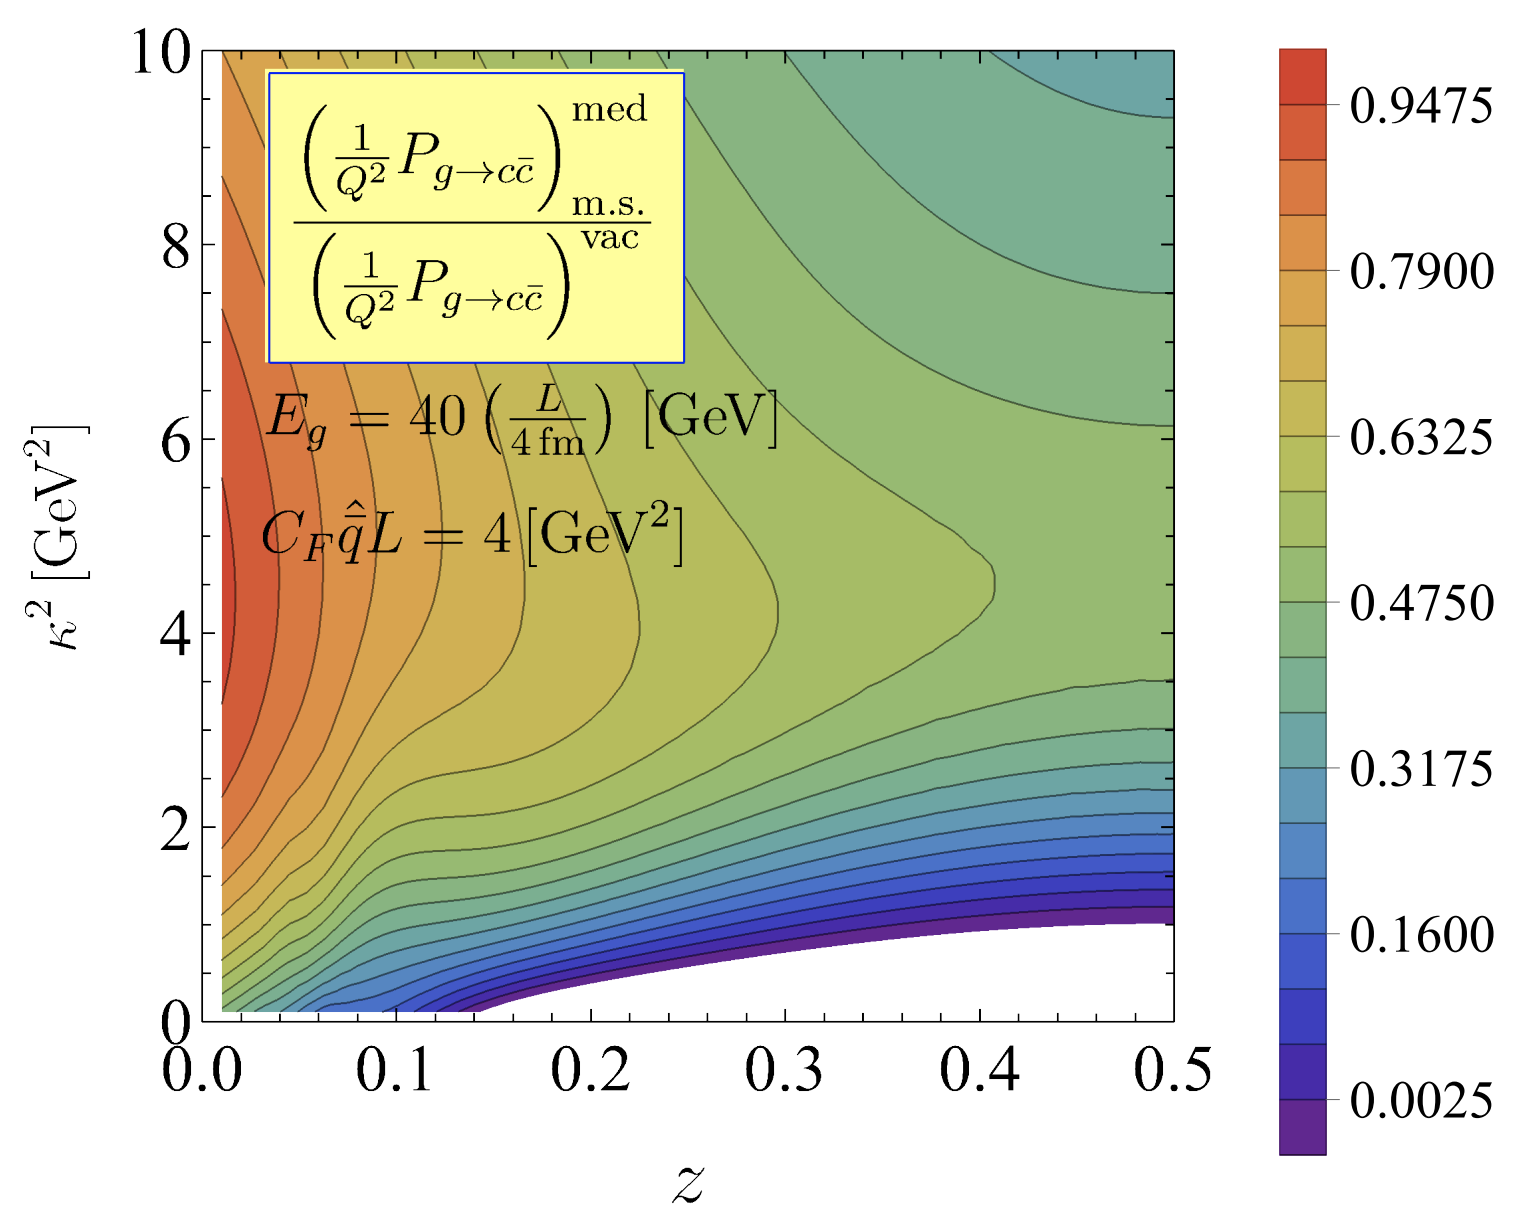 10
8
6
4
2
0
κ² [GeV²]
(1/Q² P_{g→cc̄})^{med}_{m.s.}
(1/Q² P_{g→cc̄})^{vac}
E_g = 40 (L/4 fm) [GeV]
C_F q̄̂L = 4 [GeV²]
0.0 0.1 0.2 0.3 0.4 0.5
z
0.9475
0.7900
0.6325
0.4750
0.3175
0.1600
0.0025